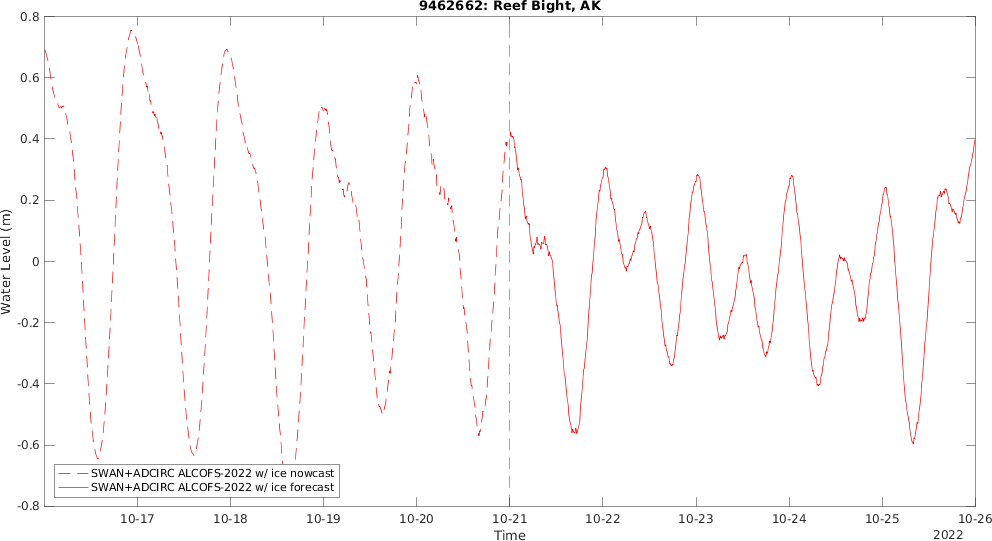 9462662: Reef Bight, AK
Water Level (m)
0.8
0.6
0.4
0.2
0
-0.2
-0.4
-0.6
-0.8
SWAN+ADCIRC ALCOFS-2022 w/ ice nowcast
SWAN+ADCIRC ALCOFS-2022 w/ ice forecast
10-17 10-18 10-19 10-20 10-21 10-22 10-23 10-24 10-25 10-26
Time
2022